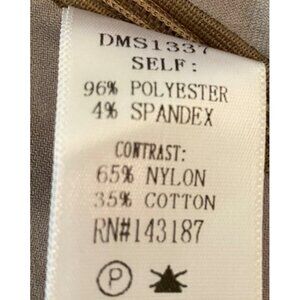 DMS1337
SELF:
96% POLYESTER
4% SPANDEX
CONTRAST:
65% NYLON
35% COTTON
RN#143187
P